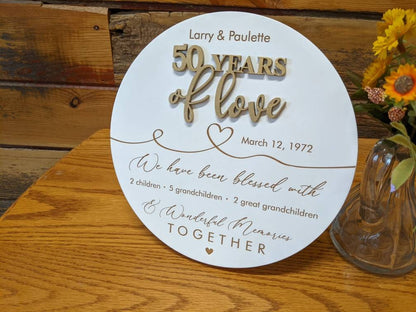 Larry & Paulette
50 YEARS
of love
March 12, 1972
We have been blessed with
2 children • 5 grandchildren • 2 great grandchildren
& Wonderful Memories
TOGETHER